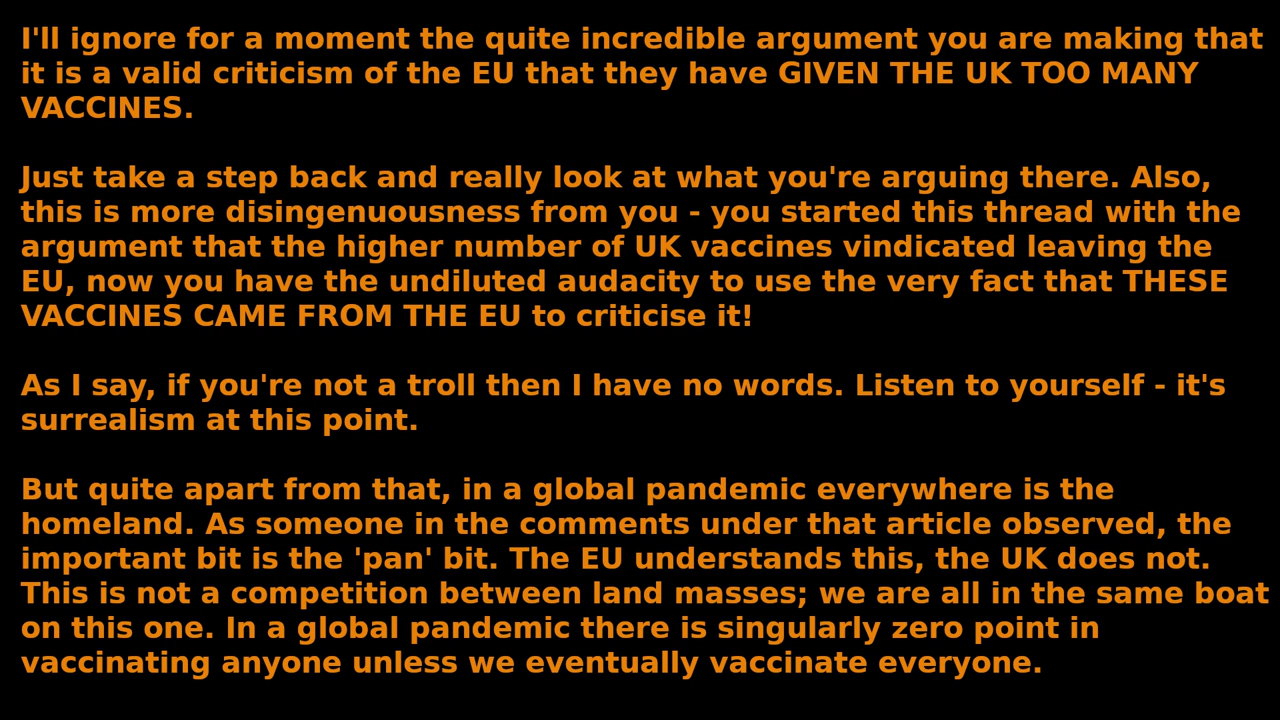 I'll ignore for a moment the quite incredible argument you are making that
it is a valid criticism of the EU that they have GIVEN THE UK TOO MANY
VACCINES.
Just take a step back and really look at what you're arguing there. Also,
this is more disingenuousness from you - you started this thread with the
argument that the higher number of UK vaccines vindicated leaving the
EU, now you have the undiluted audacity to use the very fact that THESE
VACCINES CAME FROM THE EU to criticise it!
As I say, if you're not a troll then I have no words. Listen to yourself - it's
surrealism at this point.
But quite apart from that, in a global pandemic everywhere is the
homeland. As someone in the comments under that article observed, the
important bit is the 'pan' bit. The EU understands this, the UK does not.
This is not a competition between land masses; we are all in the same boat
on this one. In a global pandemic there is singularly zero point in
vaccinating anyone unless we eventually vaccinate everyone.